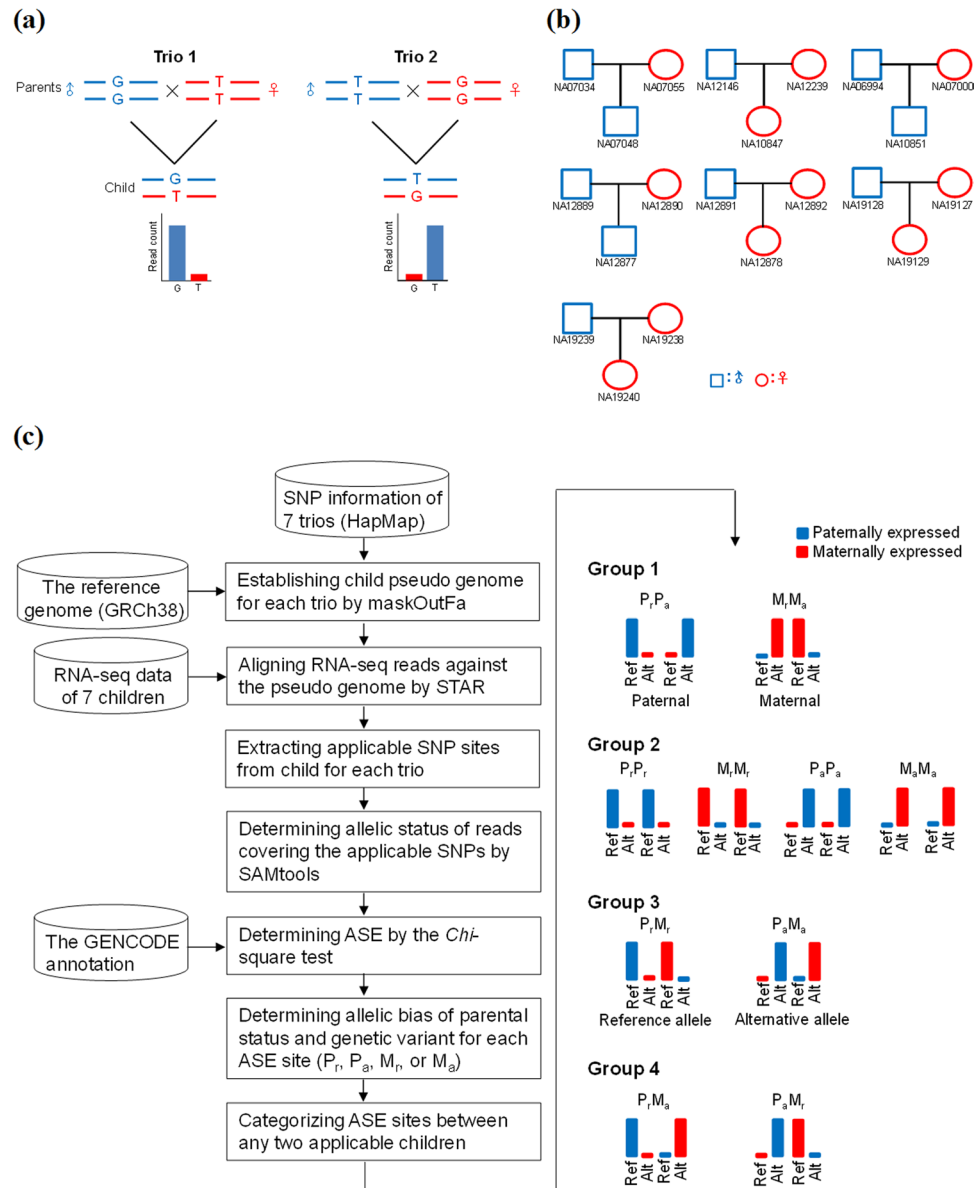 (a)
Trio 1
Trio 2
Parents ♂ G T ♀ ♂ T G ♀
G × T T × G
Child
G
T
T
G
Read count
G T
Read count
G T
(b)
NA07034 NA07055 NA12146 NA12239 NA06994 NA07000
NA07048 NA10847 NA10851
NA12889 NA12890 NA12891 NA12892 NA19128 NA19127
NA12877 NA12878 NA19129
NA19239 NA19238
NA19240
□:♂ ○:♀
(c)
SNP information of
7 trios (HapMap)
The reference
genome (GRCh38)
Establishing child pseudo genome
for each trio by maskOutFa
RNA-seq data
of 7 children
Aligning RNA-seq reads against
the pseudo genome by STAR
Extracting applicable SNP sites
from child for each trio
Determining allelic status of reads
covering the applicable SNPs by
SAMtools
The GENCODE
annotation
Determining ASE by the Chi-
square test
Determining allelic bias of parental
status and genetic variant for each
ASE site (Pr, Pa, Mr, or Ma)
Categorizing ASE sites between
any two applicable children
Paternally expressed
Maternally expressed
Group 1
PrPa MrMa
Ref Alt Ref Alt Ref Alt Ref Alt
Paternal Maternal
Group 2
PrPr MrMr PaPa MaMa
Ref Alt Ref Alt Ref Alt Ref Alt Ref Alt Ref Alt Ref Alt Ref Alt
Group 3
PrMr PaMa
Ref Alt Ref Alt Ref Alt Ref Alt
Reference allele Alternative allele
Group 4
PrMa PaMr
Ref Alt Ref Alt Ref Alt Ref Alt